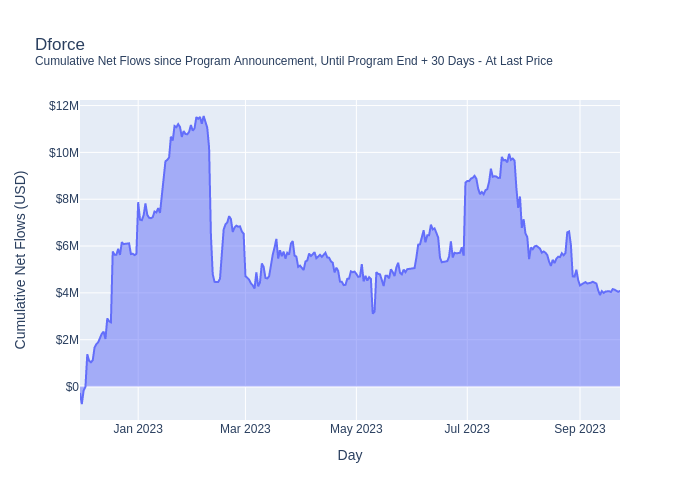 Dforce
Cumulative Net Flows since Program Announcement, Until Program End + 30 Days - At Last Price
Cumulative Net Flows (USD)
$12M
$10M
$8M
$6M
$4M
$2M
$0
Jan 2023
Mar 2023
May 2023
Jul 2023
Sep 2023
Day